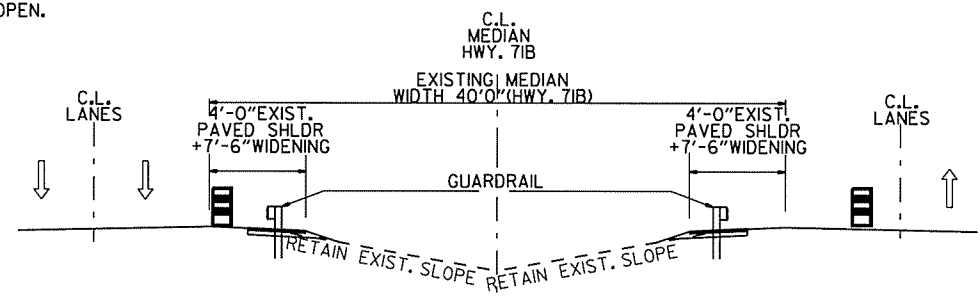 OPEN.
C.L.
MEDIAN
HWY. 71B
EXISTING MEDIAN
WIDTH 40'0"(HWY. 71B)
C.L.
LANES
4'-0"EXIST.
PAVED SHLDR
+7'-6"WIDENING
4'-0"EXIST.
PAVED SHLDR
+7'-6"WIDENING
C.L.
LANES
GUARDRAIL
RETAIN EXIST. SLOPE
RETAIN EXIST. SLOPE